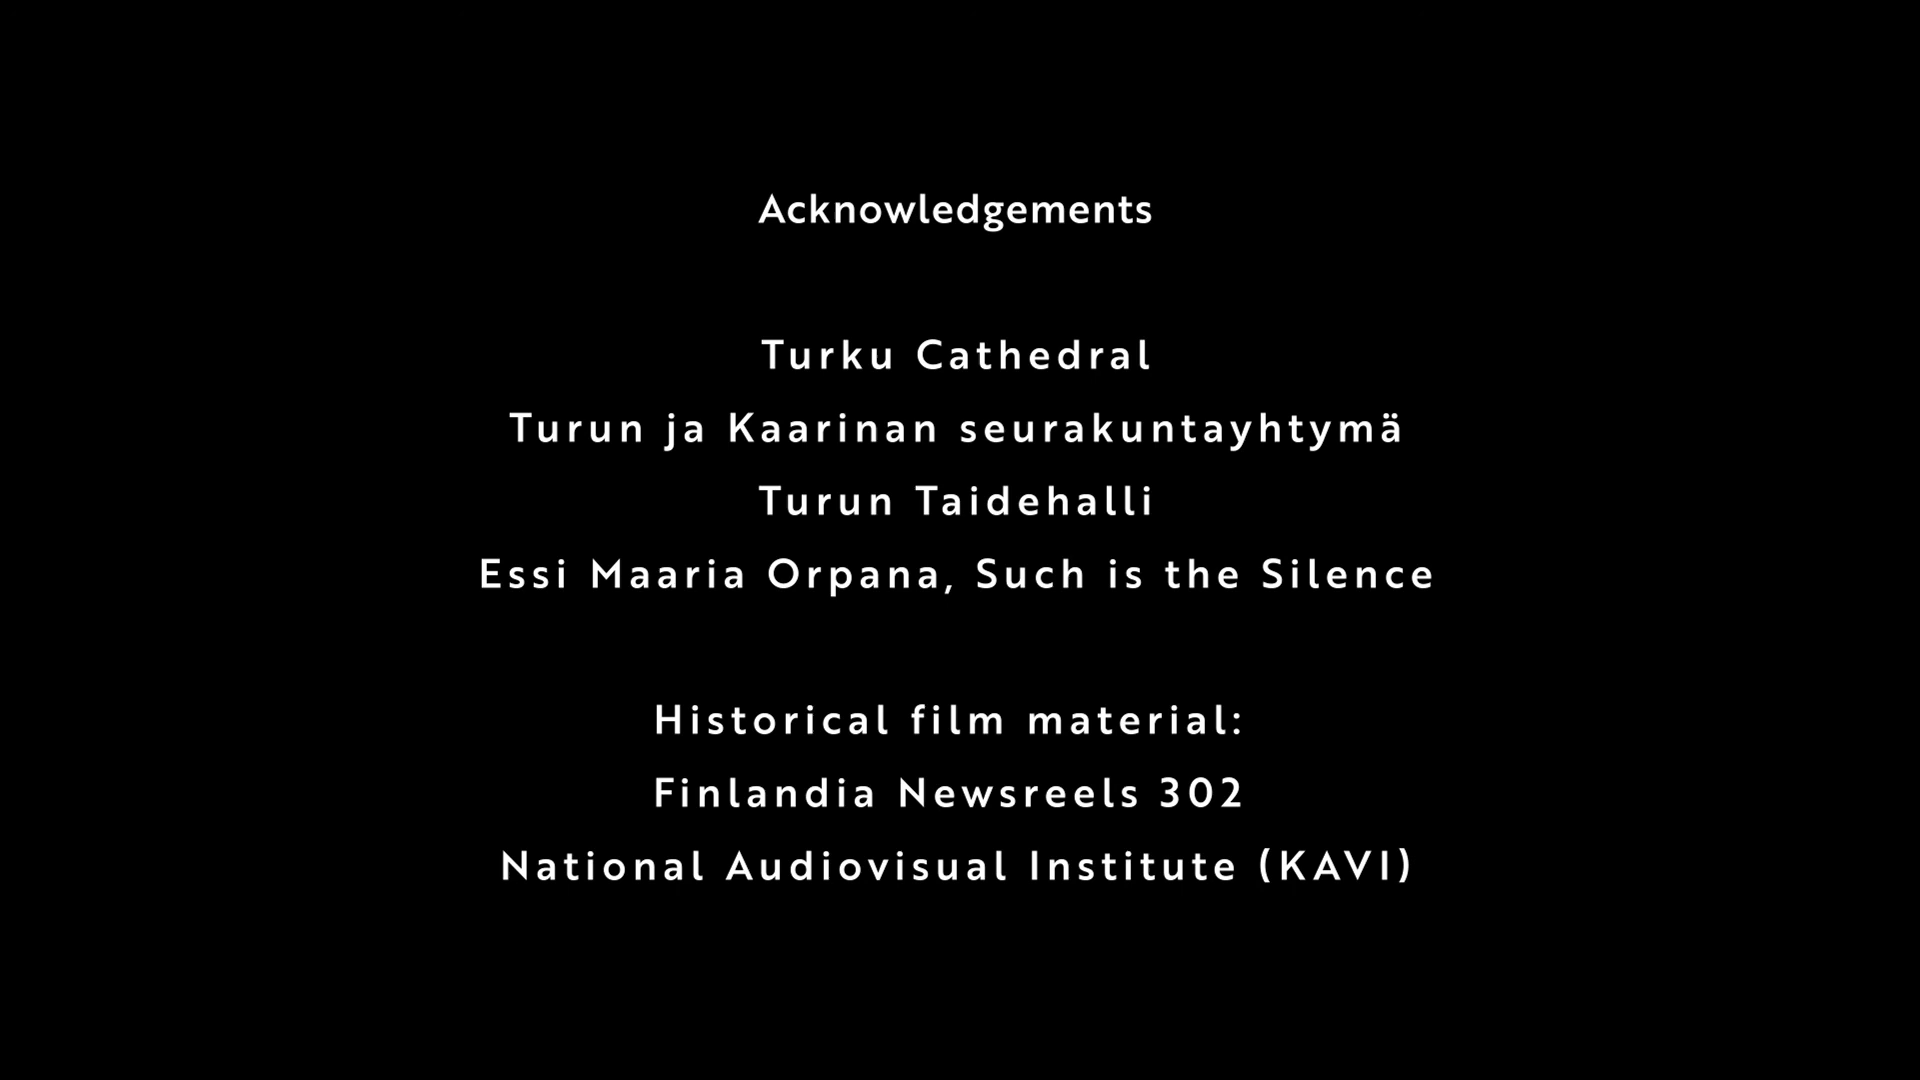 Acknowledgements
Turku Cathedral
Turun ja Kaarinan seurakuntayhtymä
Turun Taidehalli
Essi Maaria Orpana, Such is the Silence
Historical film material:
Finlandia Newsreels 302
National Audiovisual Institute (KAVI)